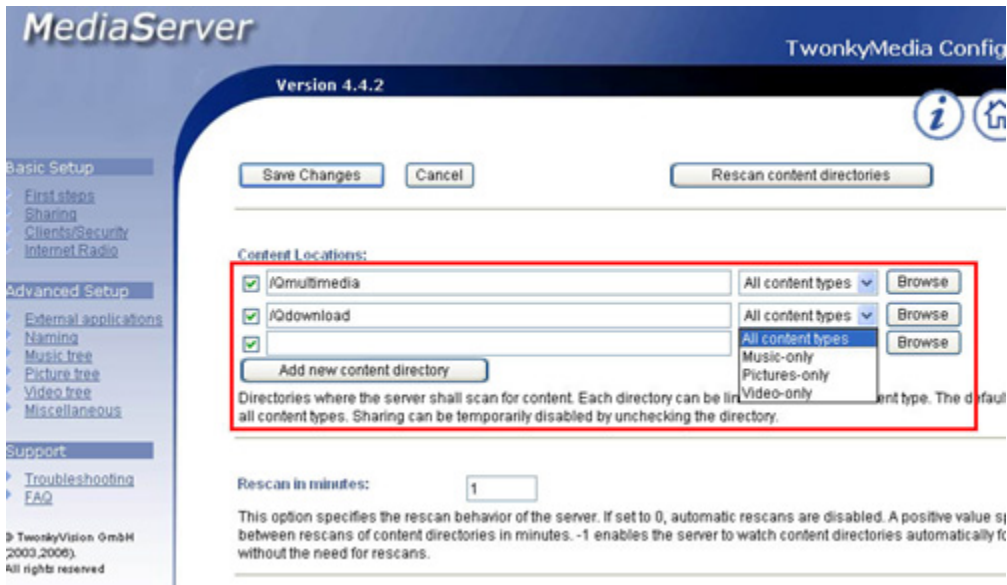 MediaServer
TwonkyMedia Config
Version 4.4.2
Basic Setup
First steps
Sharing
Clients/Security
Internet Radio
Advanced Setup
External applications
Naming
Music tree
Picture tree
Video tree
Miscellaneous
Support
Troubleshooting
FAQ
© TwonkyVision GmbH
(2003,2006).
All rights reserved
Save Changes Cancel Rescan content directories
Content Locations:
/Qmultimedia All content types Browse
/Qdownload All content types Browse
Browse
All content types
Music-only
Pictures-only
Video-only
Add new content directory
Directories where the server shall scan for content. Each directory can be type. The default
all content types. Sharing can be temporarily disabled by unchecking the directory.
Rescan in minutes: 1
This option specifies the rescan behavior of the server. If set to 0, automatic rescans are disabled. A positive value
between rescans of content directories in minutes. -1 enables the server to watch content directories automatically
without the need for rescans.